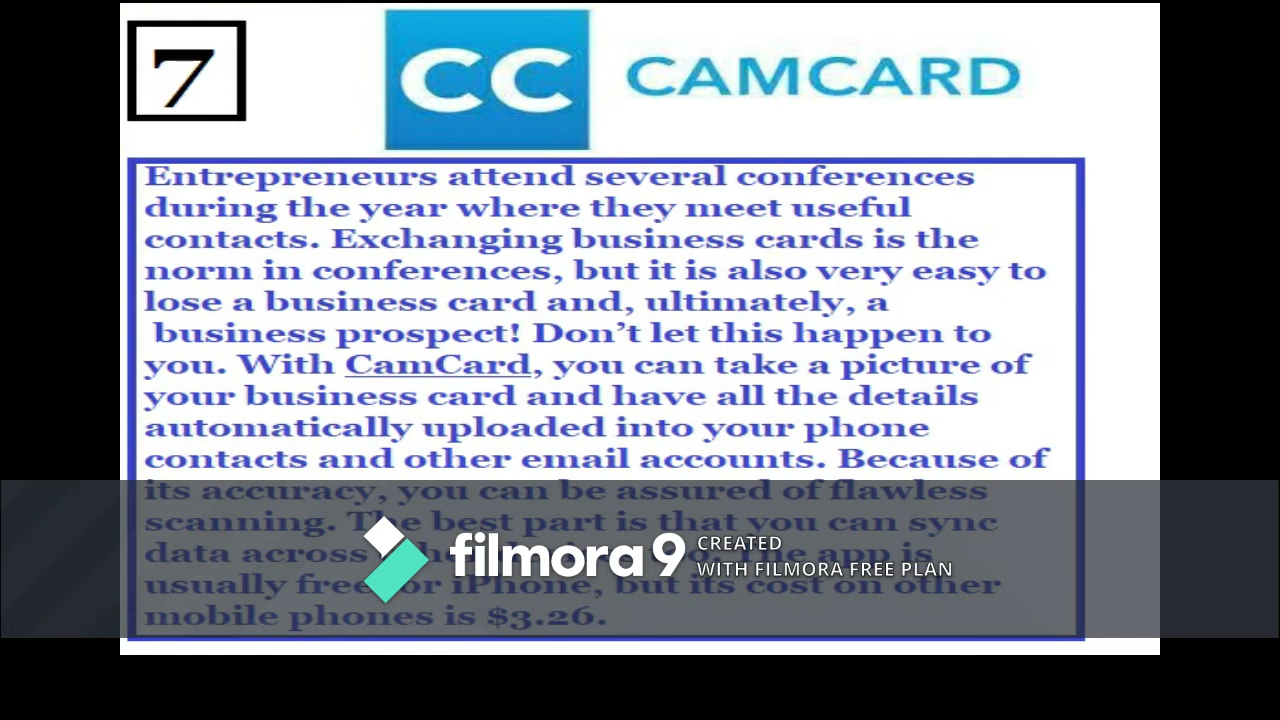 7
CC CAMCARD
Entrepreneurs attend several conferences
during the year where they meet useful
contacts. Exchanging business cards is the
norm in conferences, but it is also very easy to
lose a business card and, ultimately, a
business prospect! Don’t let this happen to
you. With CamCard, you can take a picture of
your business card and have all the details
automatically uploaded into your phone
contacts and other email accounts. Because of
its accuracy, you can be assured of flawless
scanning. The best part is that you can sync
data across The app is
usually free for iPhone, but its cost on other
mobile phones is $3.26.
filmora9 CREATED
WITH FILMORA FREE PLAN